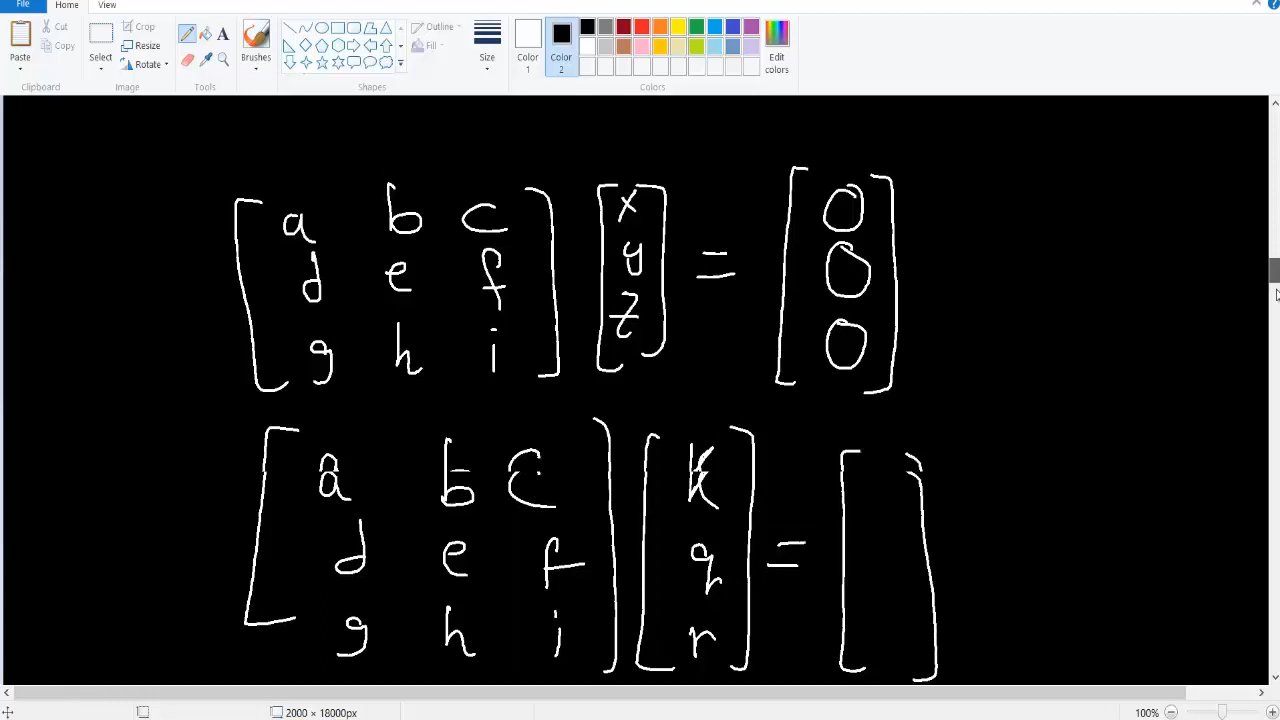 File Home View
Paste Cut Copy Clipboard
Select Crop Resize Rotate Image
A Tools
Brushes
Shapes Outline Fill
Size
Color 1 Color 2 Edit colors Colors
a b c x 0
d e f y = 0
g h i z 0
a b c k
d e f q =
g h i r
2000 × 18000px 100%